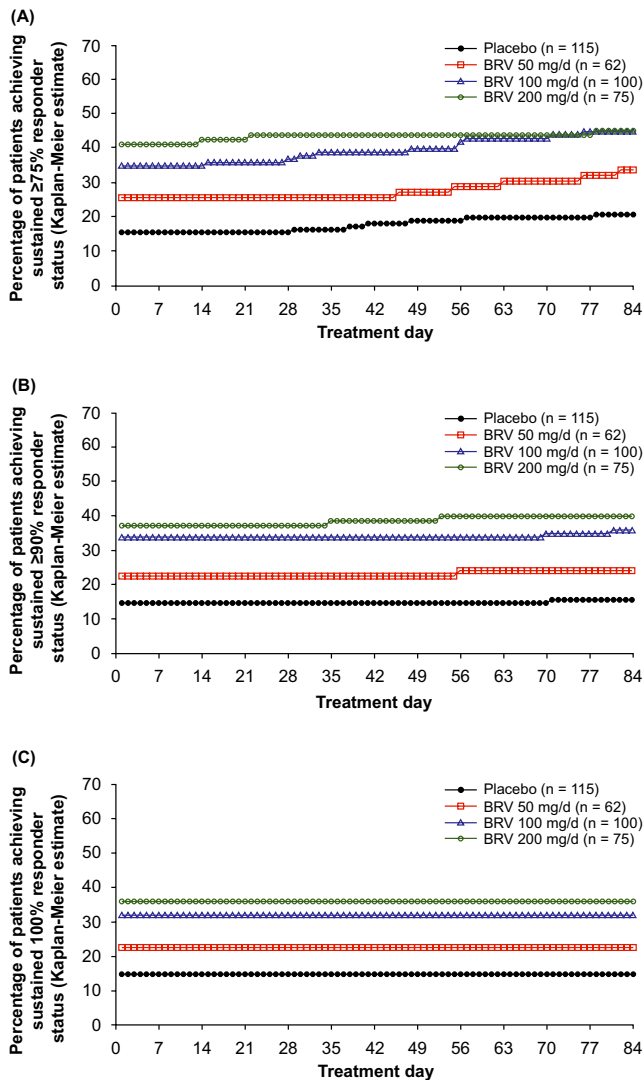 (A)
Percentage of patients achieving
sustained ≥75% responder
status (Kaplan-Meier estimate)
70
60
50
40
30
20
10
0
Placebo (n = 115)
BRV 50 mg/d (n = 62)
BRV 100 mg/d (n = 100)
BRV 200 mg/d (n = 75)
0 7 14 21 28 35 42 49 56 63 70 77 84
Treatment day
(B)
Percentage of patients achieving
sustained ≥90% responder
status (Kaplan-Meier estimate)
70
60
50
40
30
20
10
0
Placebo (n = 115)
BRV 50 mg/d (n = 62)
BRV 100 mg/d (n = 100)
BRV 200 mg/d (n = 75)
0 7 14 21 28 35 42 49 56 63 70 77 84
Treatment day
(C)
Percentage of patients achieving
sustained 100% responder
status (Kaplan-Meier estimate)
70
60
50
40
30
20
10
0
Placebo (n = 115)
BRV 50 mg/d (n = 62)
BRV 100 mg/d (n = 100)
BRV 200 mg/d (n = 75)
0 7 14 21 28 35 42 49 56 63 70 77 84
Treatment day